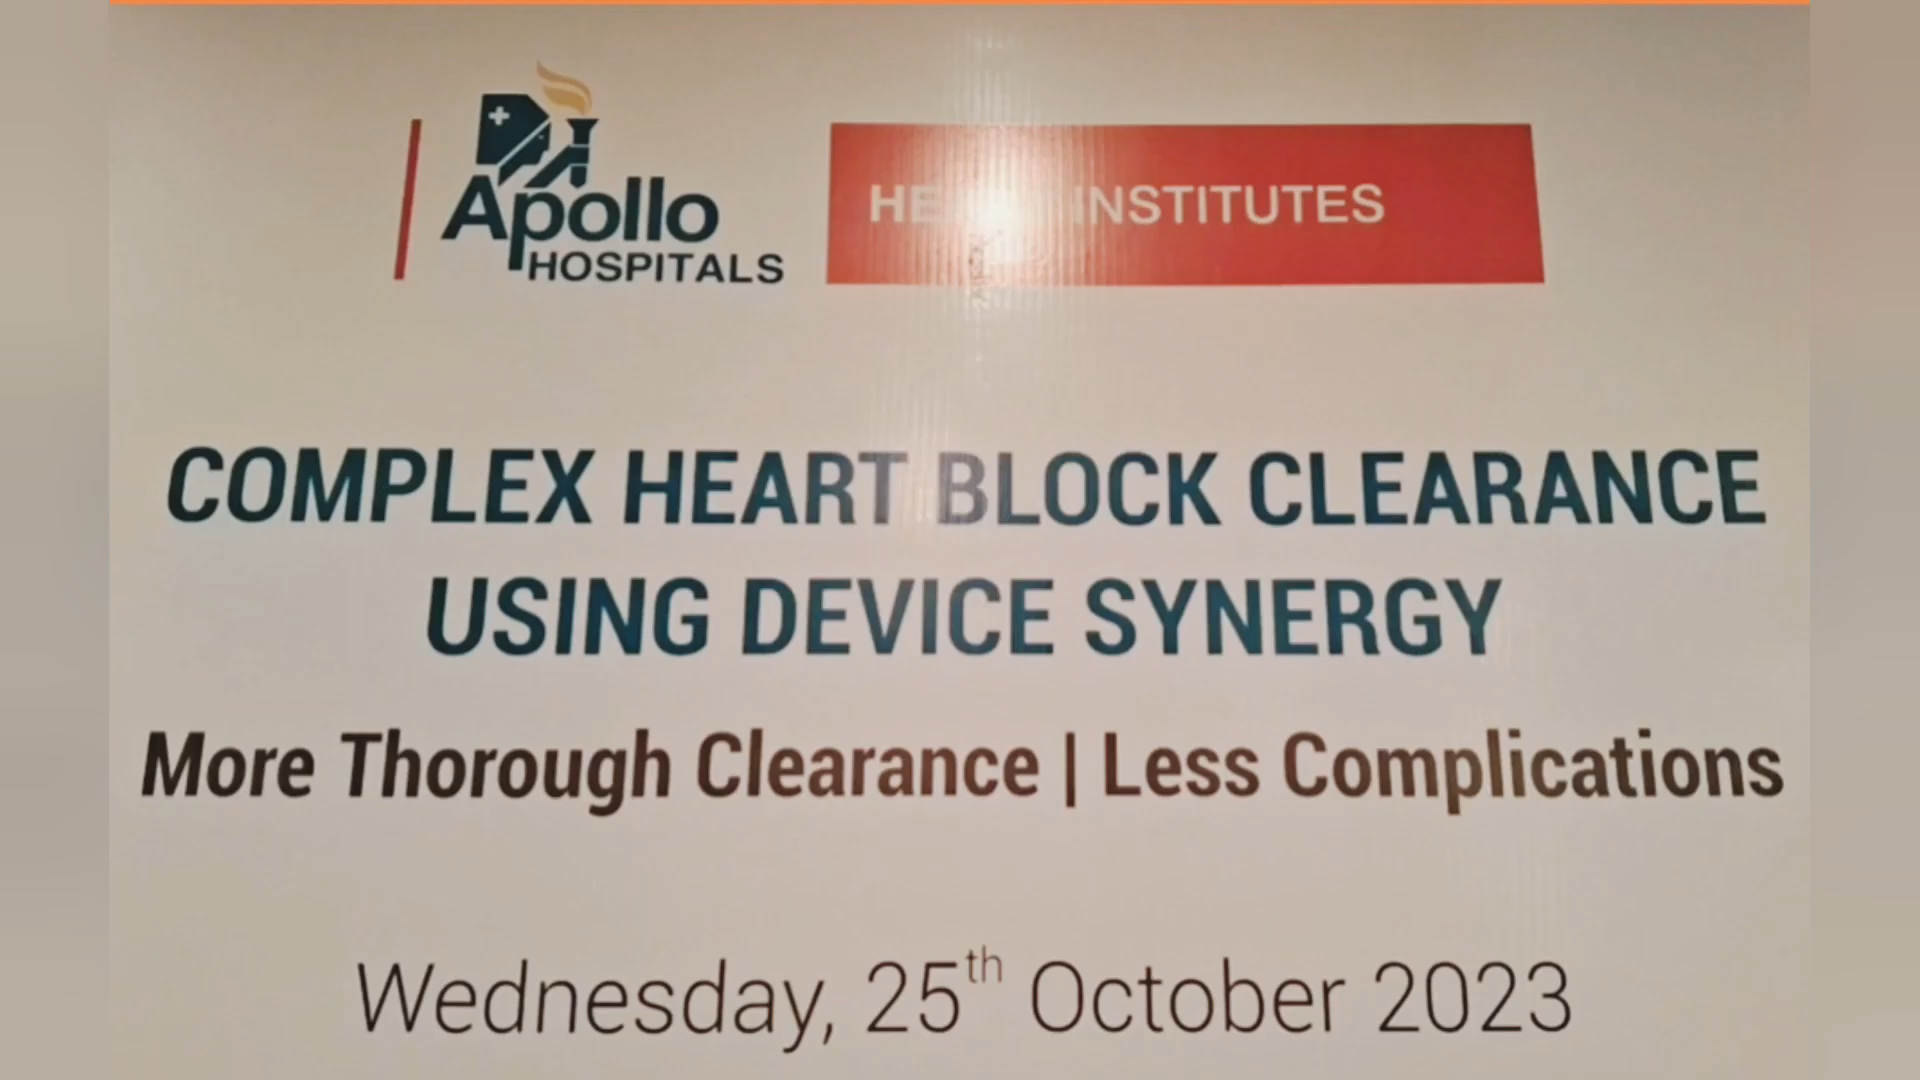 Apollo
HOSPITALS
INSTITUTES
COMPLEX HEART BLOCK CLEARANCE
USING DEVICE SYNERGY
More Thorough Clearance | Less Complications
Wednesday, 25th October 2023